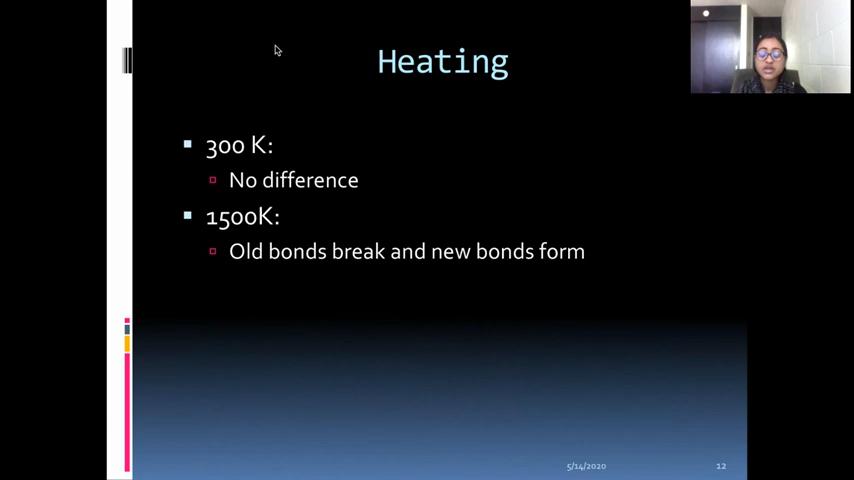 Heating
300 K:
No difference
1500K:
Old bonds break and new bonds form
5/14/2020
12